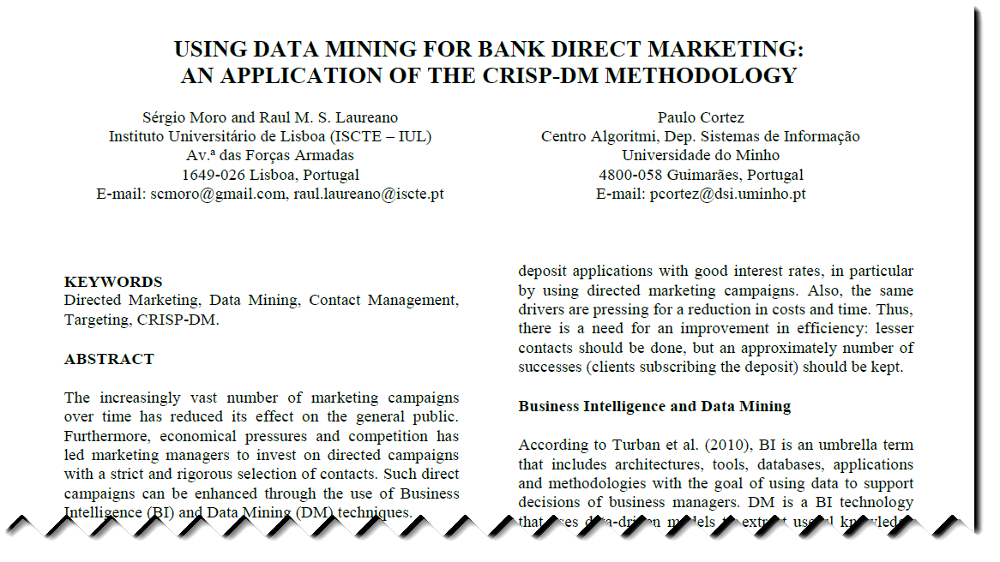 USING DATA MINING FOR BANK DIRECT MARKETING:
AN APPLICATION OF THE CRISP-DM METHODOLOGY
Sérgio Moro and Raul M. S. Laureano
Instituto Universitário de Lisboa (ISCTE – IUL)
Av.ª das Forças Armadas
1649-026 Lisboa, Portugal
E-mail: scmoro@gmail.com, raul.laureano@iscte.pt
Paulo Cortez
Centro Algoritmi, Dep. Sistemas de Informação
Universidade do Minho
4800-058 Guimarães, Portugal
E-mail: pcortez@dsi.uminho.pt
KEYWORDS
Directed Marketing, Data Mining, Contact Management,
Targeting, CRISP-DM.
ABSTRACT
The increasingly vast number of marketing campaigns
over time has reduced its effect on the general public.
Furthermore, economical pressures and competition has
led marketing managers to invest on directed campaigns
with a strict and rigorous selection of contacts. Such direct
campaigns can be enhanced through the use of Business
Intelligence (BI) and Data Mining (DM) techniques.
deposit applications with good interest rates, in particular
by using directed marketing campaigns. Also, the same
drivers are pressing for a reduction in costs and time. Thus,
there is a need for an improvement in efficiency: lesser
contacts should be done, but an approximately number of
successes (clients subscribing the deposit) should be kept.
Business Intelligence and Data Mining
According to Turban et al. (2010), BI is an umbrella term
that includes architectures, tools, databases, applications
and methodologies with the goal of using data to support
decisions of business managers. DM is a BI technology
that uses data-driven models to extract useful knowledge